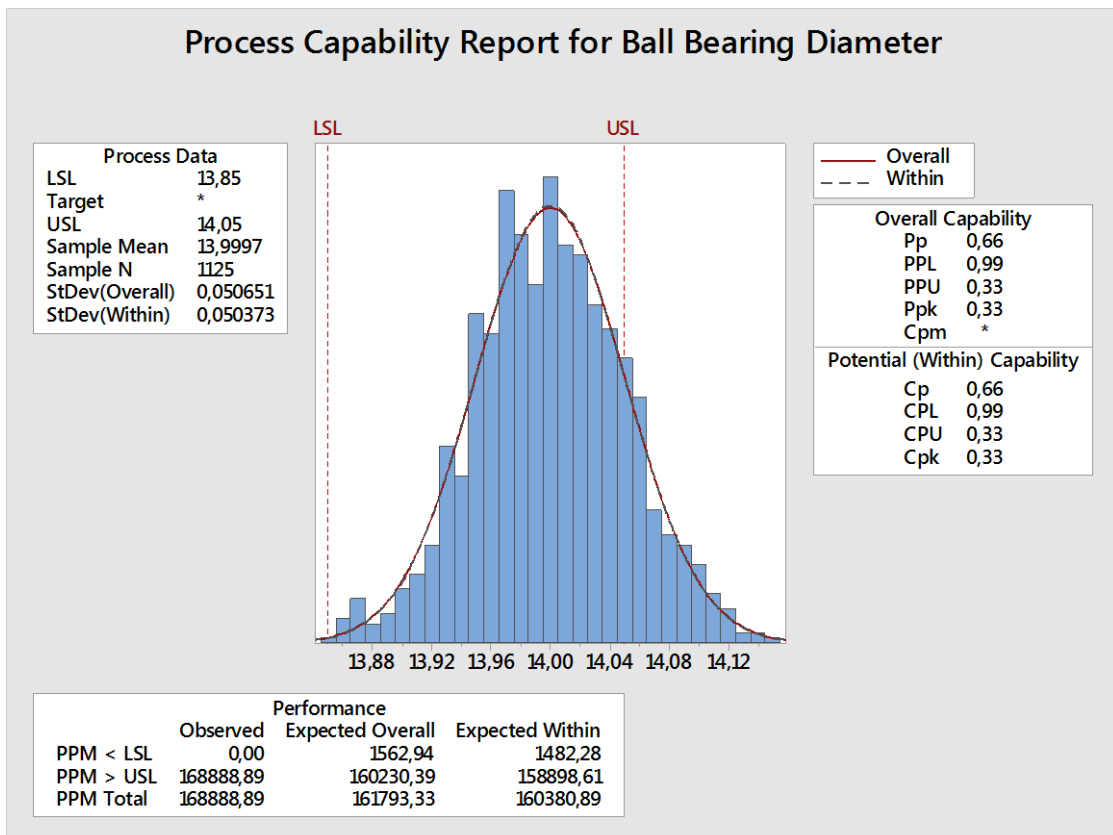 Process Capability Report for Ball Bearing Diameter
LSL USL
Process Data
LSL 13,85
Target *
USL 14,05
Sample Mean 13,9997
Sample N 1125
StDev(Overall) 0,050651
StDev(Within) 0,050373
Overall
Within
Overall Capability
Pp 0,66
PPL 0,99
PPU 0,33
Ppk 0,33
Cpm *
Potential (Within) Capability
Cp 0,66
CPL 0,99
CPU 0,33
Cpk 0,33
13,88 13,92 13,96 14,00 14,04 14,08 14,12
Performance
Observed Expected Overall Expected Within
PPM < LSL 0,00 1562,94 1482,28
PPM > USL 168888,89 160230,39 158898,61
PPM Total 168888,89 161793,33 160380,89